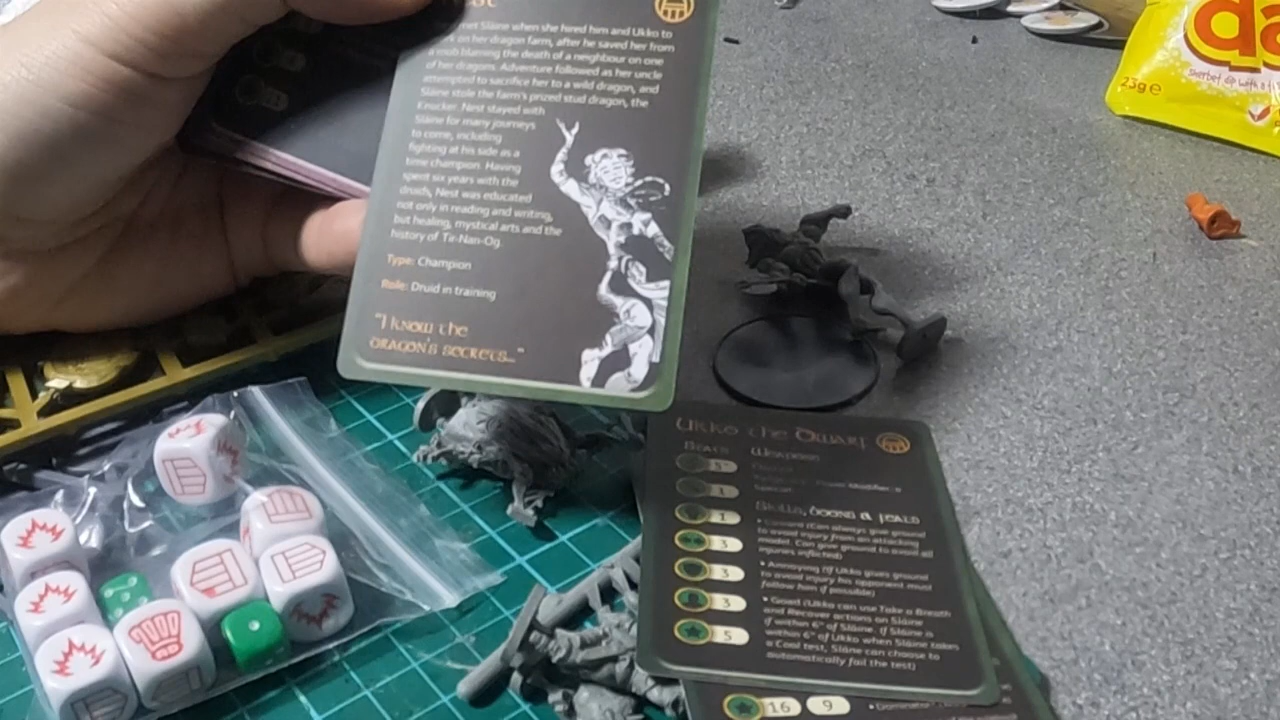 met Sláine when she hired him and Ukko to
on her dragon farm, after he saved her from
a mob blaming the death of a neighbour on one
of her dragons. Adventure followed as her uncle
attempted to sacrifice her to a wild dragon, and
Sláine stole the farm's prized stud dragon, the
Knucker. Nest stayed with
Sláine for many journeys
to come, including
fighting at his side as a
time champion. Having
spent six years with the
druids, Nest was educated
not only in reading and writing,
but healing, mystical arts and the
history of Tir-Nan-Og.
Type: Champion
Role: Druid in training
"I know the
dragon's secrets..."
da
sherbet dip with a
23g e
Ukko the Dwarf
Weapons
5
1
1
3
3
3
5
Skills, Boons &
(Can always give ground
to avoid injury from an attacking
model. Can give ground to avoid all
injuries inflicted)
• Annoying (If Ukko gives ground
to avoid injury his opponent must
follow him if possible)
• Goad (Ukko can use Take a Breath
and Recover actions on Sláine
if within 6" of Sláine. If Sláine is
within 6" of Ukko when Sláine takes
a Cool test, Sláine can choose to
automatically fail the test)
16 9
2000
AD